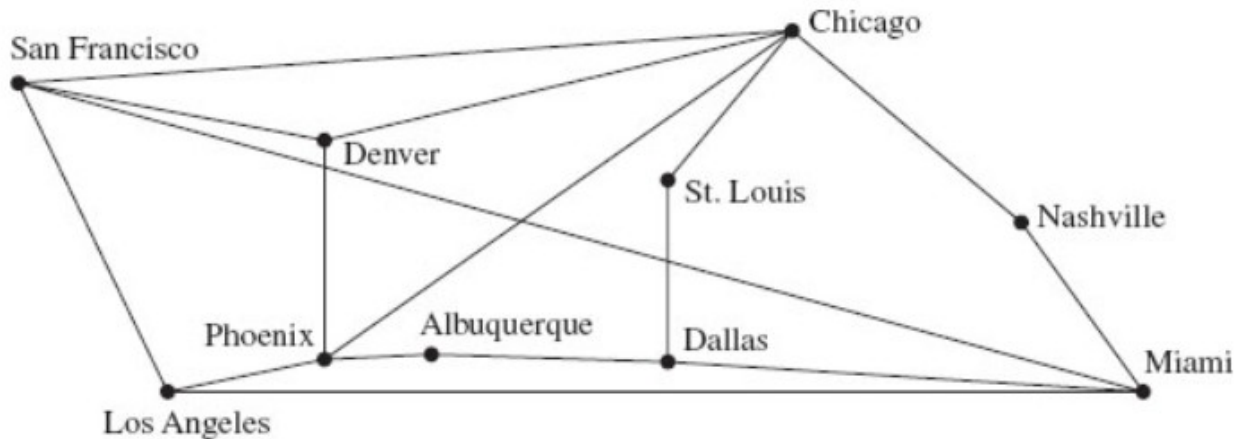 Chicago
San Francisco
Denver
St. Louis
Nashville
Phoenix
Albuquerque
Dallas
Miami
Los Angeles